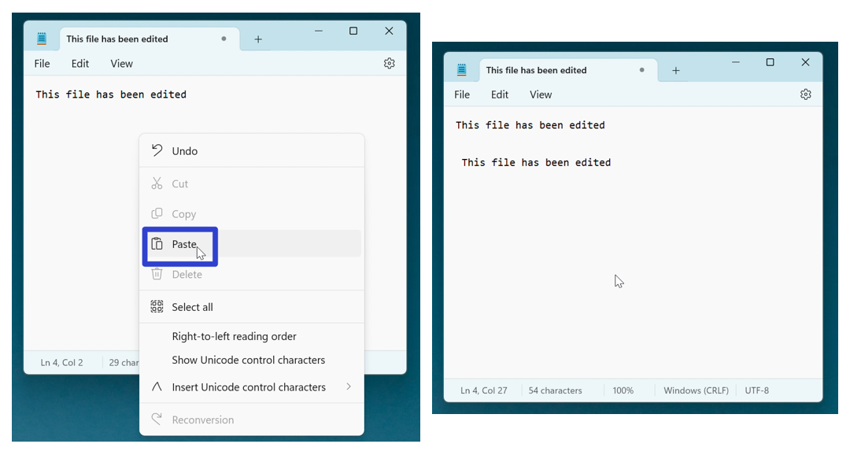 This file has been edited
File Edit View
This file has been edited
Undo
Cut
Copy
Paste
Delete
Select all
Right-to-left reading order
Show Unicode control characters
Insert Unicode control characters
Reconversion
Ln 4, Col 2 29 char
This file has been edited
File Edit View
This file has been edited
This file has been edited
Ln 4, Col 27 54 characters 100% Windows (CRLF) UTF-8